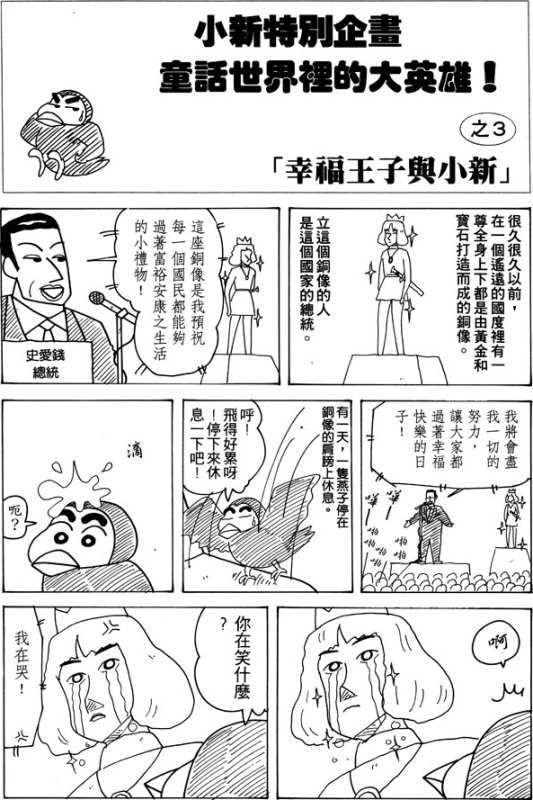 小新特別企畫
童話世界裡的大英雄！
之3
「幸福王子與小新」
很久很久以前，
在一個遙遠的國度裡有一
尊全身上下都是由黃金和
寶石打造而成的銅像。
立這個銅像的人
是這個國家的總統。
這座銅像是我預祝
每一個國民都能夠
過著富裕安康之生活
的小禮物！
史愛錢
總統
我將會盡
我一切的
努力，
讓大家都
過著幸福
快樂的日
子！
啪
啪
啪
啪
有一天，一隻燕子停在
銅像的肩膀上休息。
呼！
飛得好累呀
！停下來休
息一下吧！
滴
呃？
啊
你在笑什麼
？
我在哭！